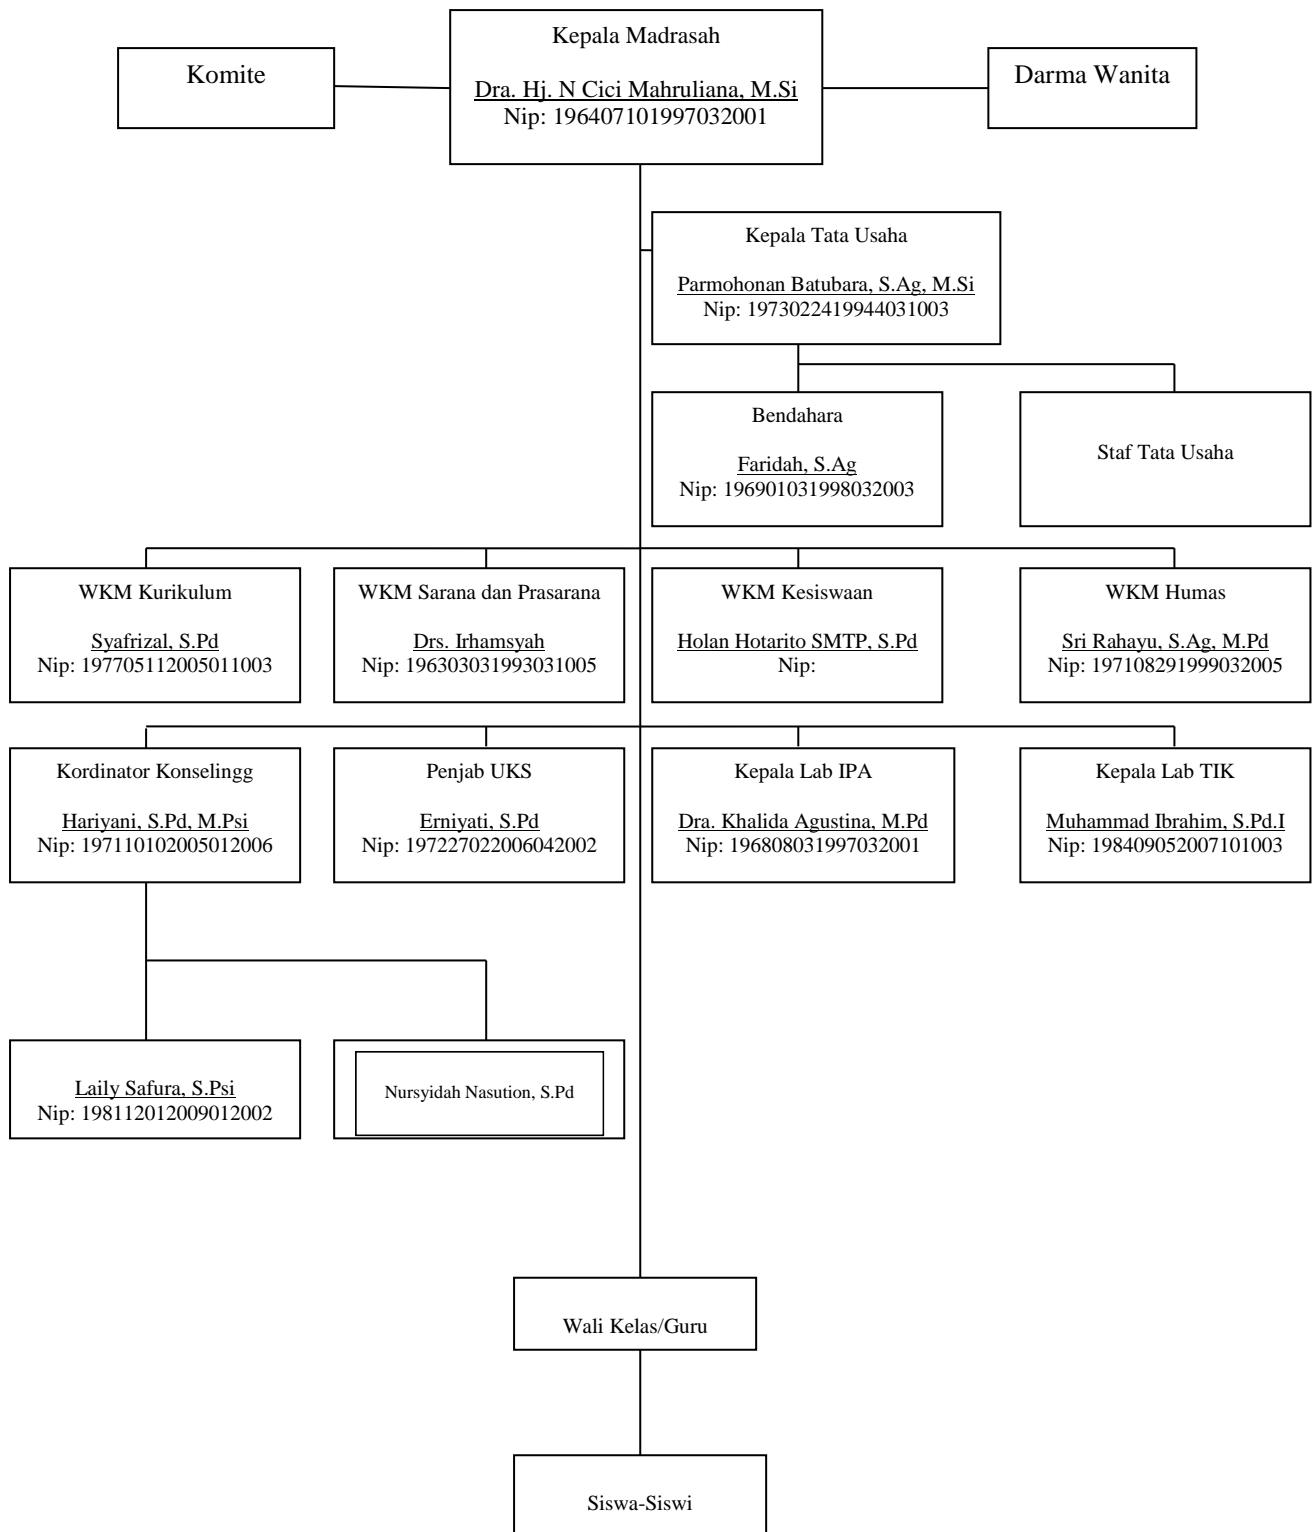 Kepala Madrasah
Dra. Hj. N Cici Mahruliana, M.Si
Nip: 196407101997032001
Komite
Darma Wanita
Kepala Tata Usaha
Parmohonan Batubara, S.Ag, M.Si
Nip: 1973022419944031003
Bendahara
Faridah, S.Ag
Nip: 196901031998032003
Staf Tata Usaha
WKM Kurikulum
Syafrizal, S.Pd
Nip: 197705112005011003
WKM Sarana dan Prasarana
Drs. Irhamsyah
Nip: 196303031993031005
WKM Kesiswaan
Holan Hotarito SMTP, S.Pd
Nip:
WKM Humas
Sri Rahayu, S.Ag, M.Pd
Nip: 197108291999032005
Kordinator Konselingg
Hariyani, S.Pd, M.Psi
Nip: 197110102005012006
Penjab UKS
Erniyati, S.Pd
Nip: 197227022006042002
Kepala Lab IPA
Dra. Khalida Agustina, M.Pd
Nip: 196808031997032001
Kepala Lab TIK
Muhammad Ibrahim, S.Pd.I
Nip: 198409052007101003
Laily Safura, S.Psi
Nip: 198112012009012002
Nursyidah Nasution, S.Pd
Wali Kelas/Guru
Siswa-Siswi